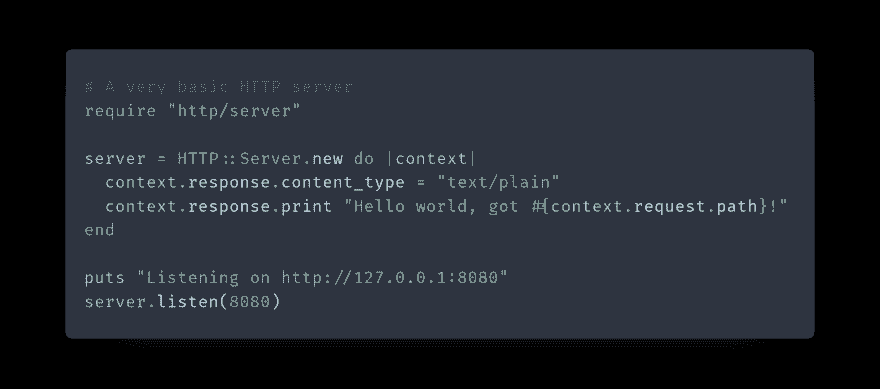 # A very basic HTTP server
require "http/server"
server = HTTP::Server.new do |context|
context.response.content_type = "text/plain"
context.response.print "Hello world, got #{context.request.path}!"
end
puts "Listening on http://127.0.0.1:8080"
server.listen(8080)